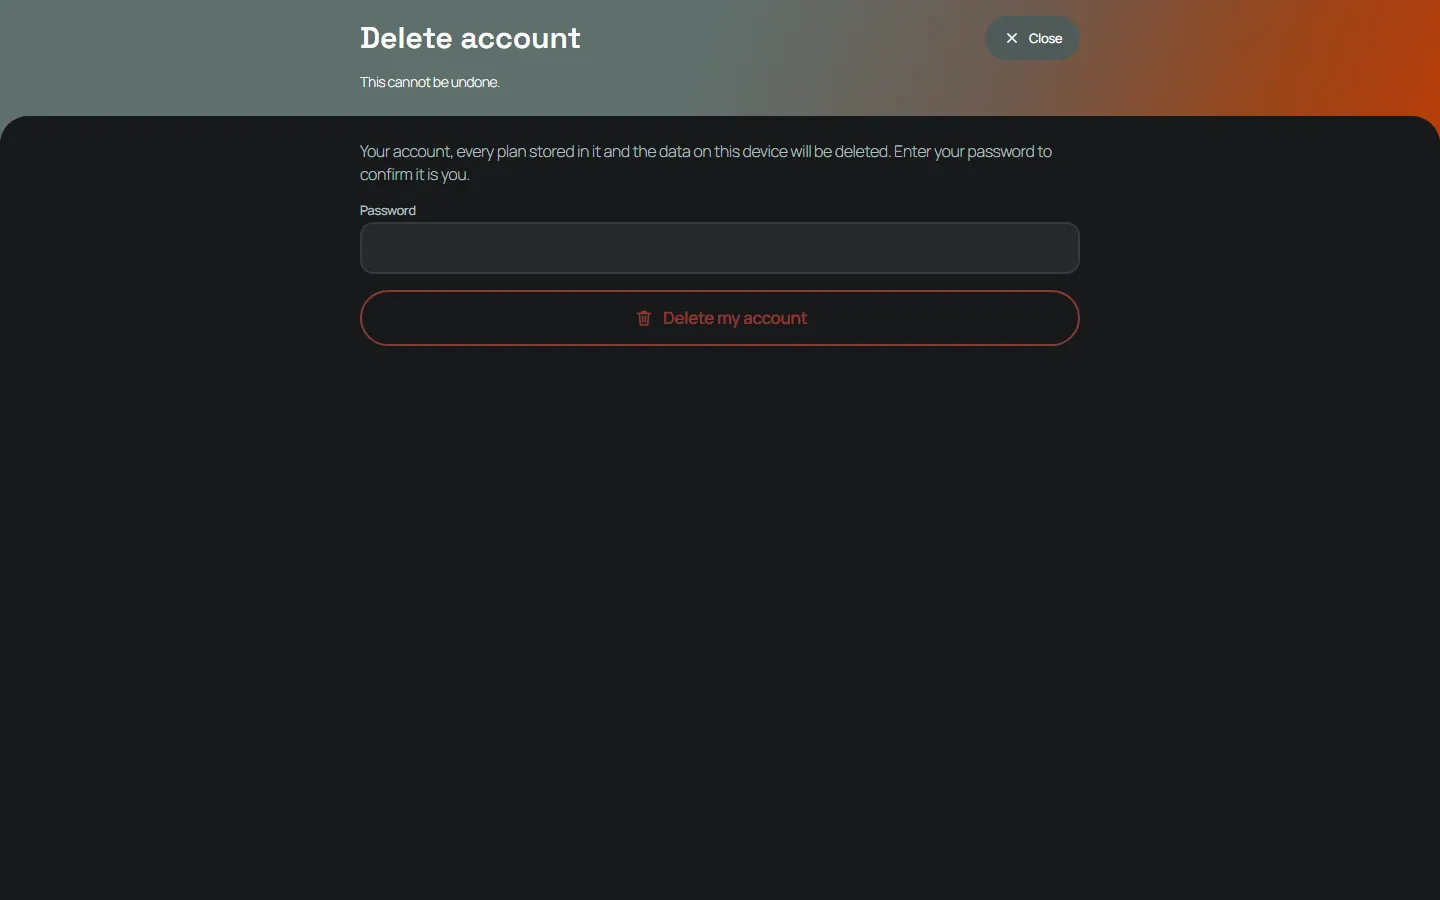 Delete account
Close
This cannot be undone.
Your account, every plan stored in it and the data on this device will be deleted. Enter your password to
confirm it is you.
Password
Delete my account